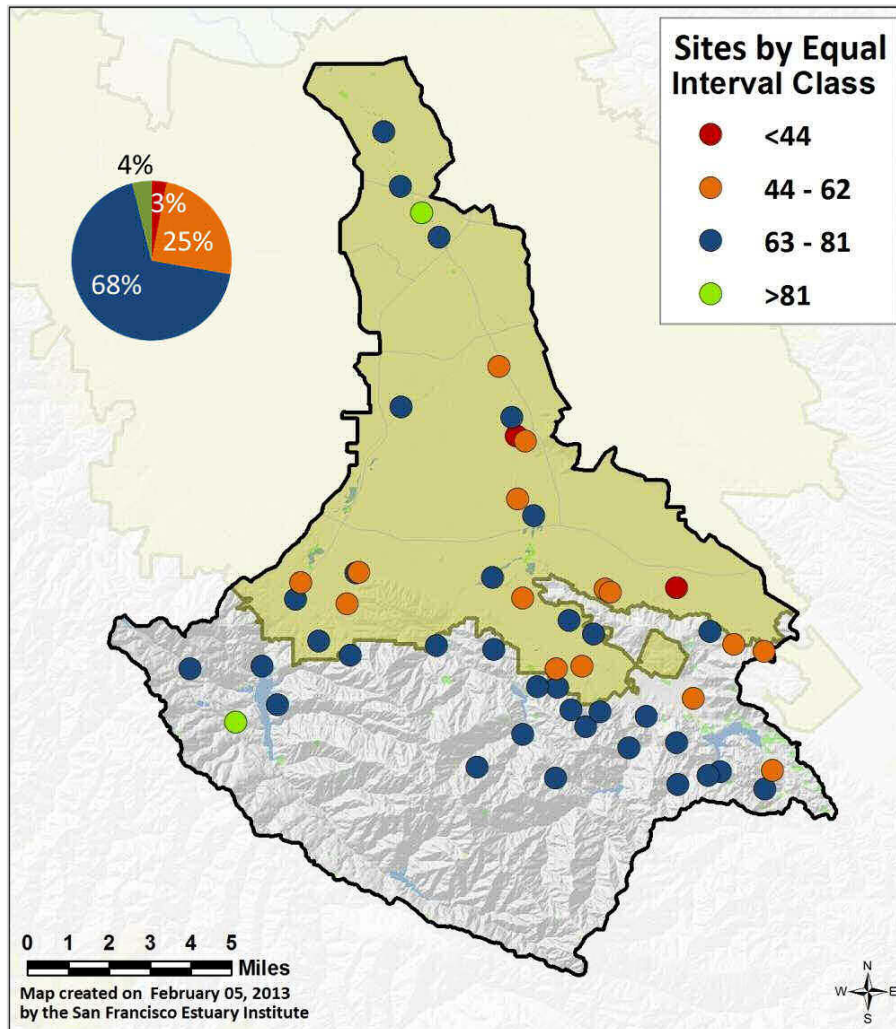 Sites by Equal
Interval Class
<44
44 - 62
63 - 81
>81
4%
3%
25%
68%
0 1 2 3 4 5
Miles
Map created on February 05, 2013
by the San Francisco Estuary Institute
N
W E
S